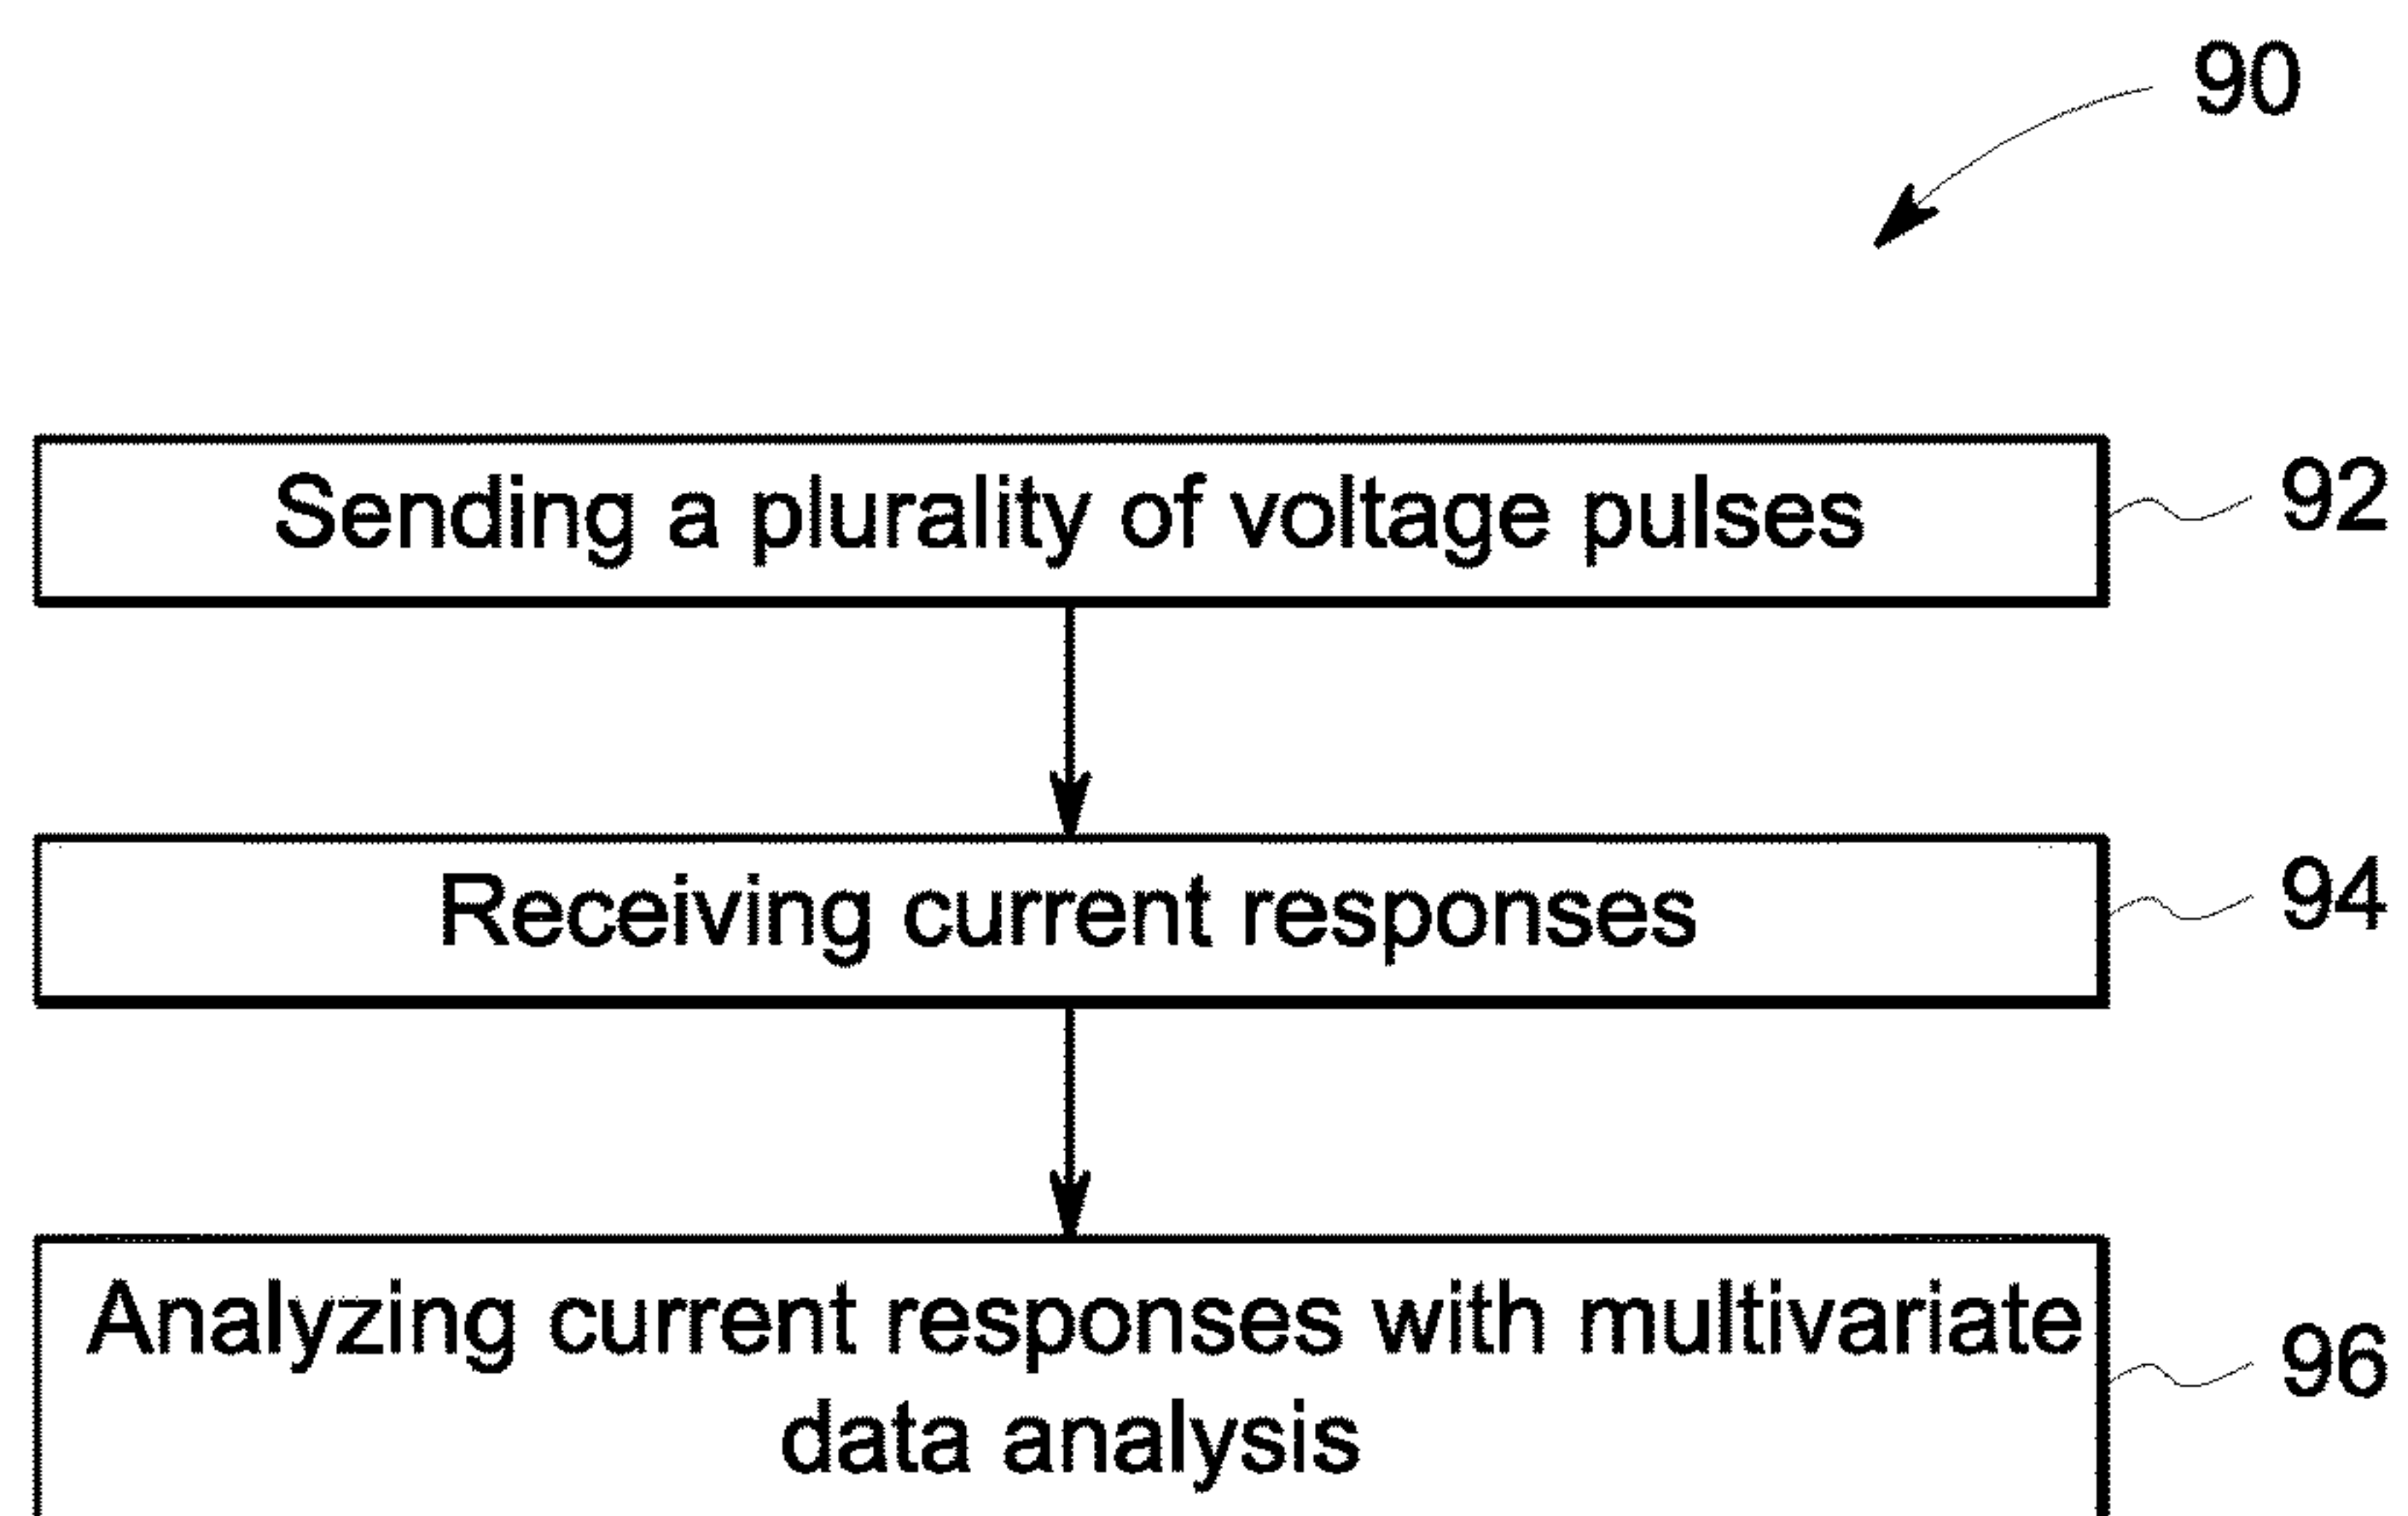 90
Sending a plurality of voltage pulses
92
Receiving current responses
94
Analyzing current responses with multivariate
data analysis
96